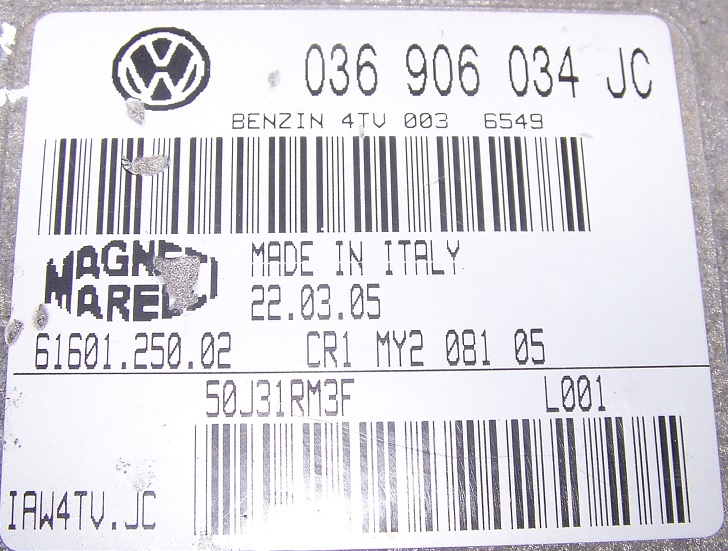 036 906 034 JC
BENZIN 4TV 003 6549
MADE IN ITALY
22.03.05
61601.250.02 CR1 MY2 081 05
50J31RM3F L001
IAW4TV.JC